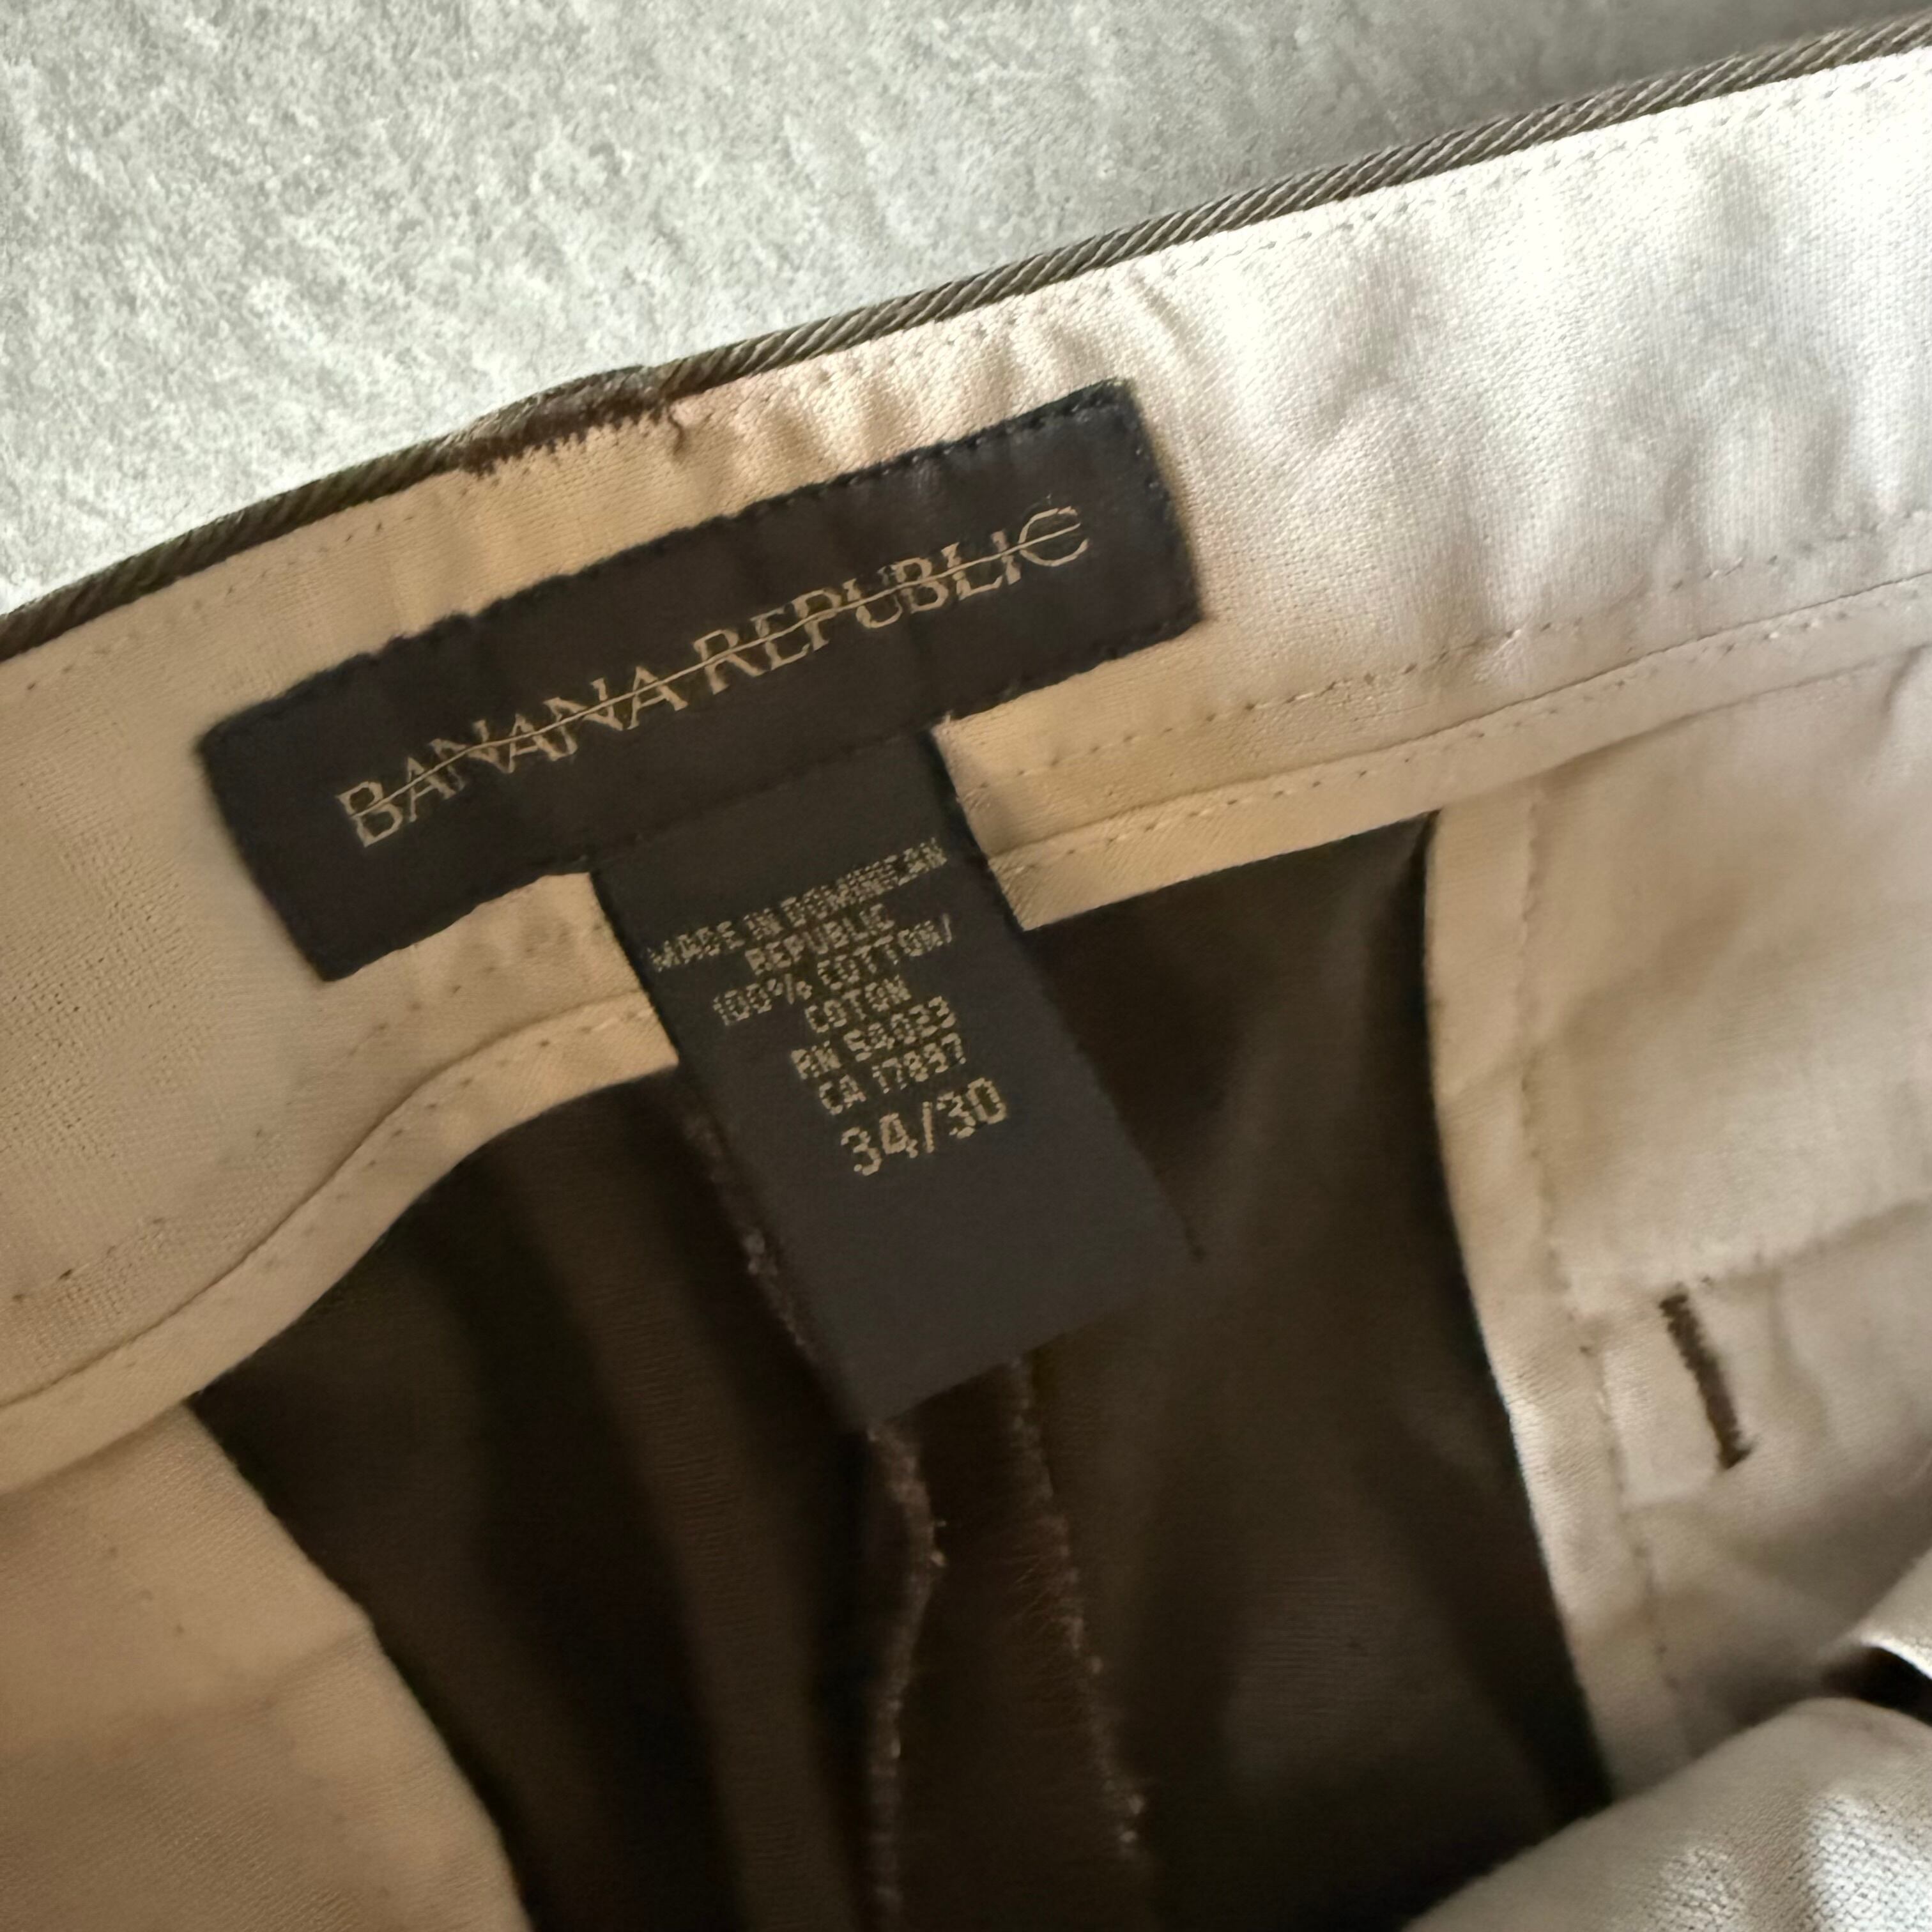 BANANA REPUBLIC
MADE IN DOMINICAN
REPUBLIC
100% COTTON/
COTON
RN 54023
CA 17897
34/30